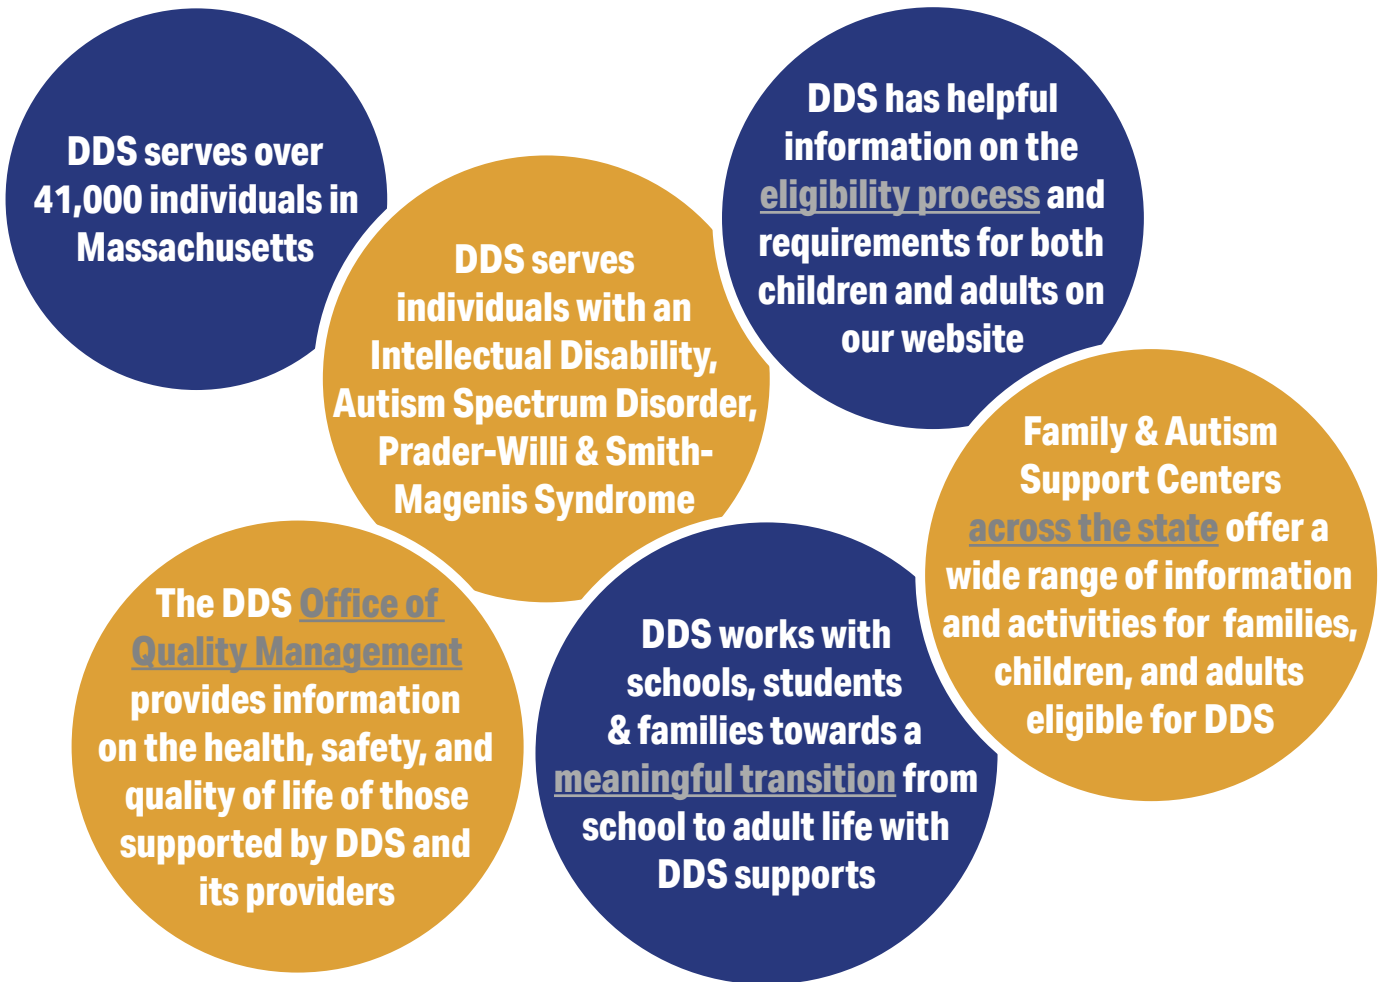 DDS serves over
41,000 individuals in
Massachusetts
DDS serves
individuals with an
Intellectual Disability,
Autism Spectrum Disorder,
Prader-Willi & Smith-
Magenis Syndrome
DDS has helpful
information on the
eligibility process and
requirements for both
children and adults on
our website
Family & Autism
Support Centers
across the state offer a
wide range of information
and activities for families,
children, and adults
eligible for DDS
The DDS Office of
Quality Management
provides information
on the health, safety, and
quality of life of those
supported by DDS and
its providers
DDS works with
schools, students
& families towards a
meaningful transition from
school to adult life with
DDS supports